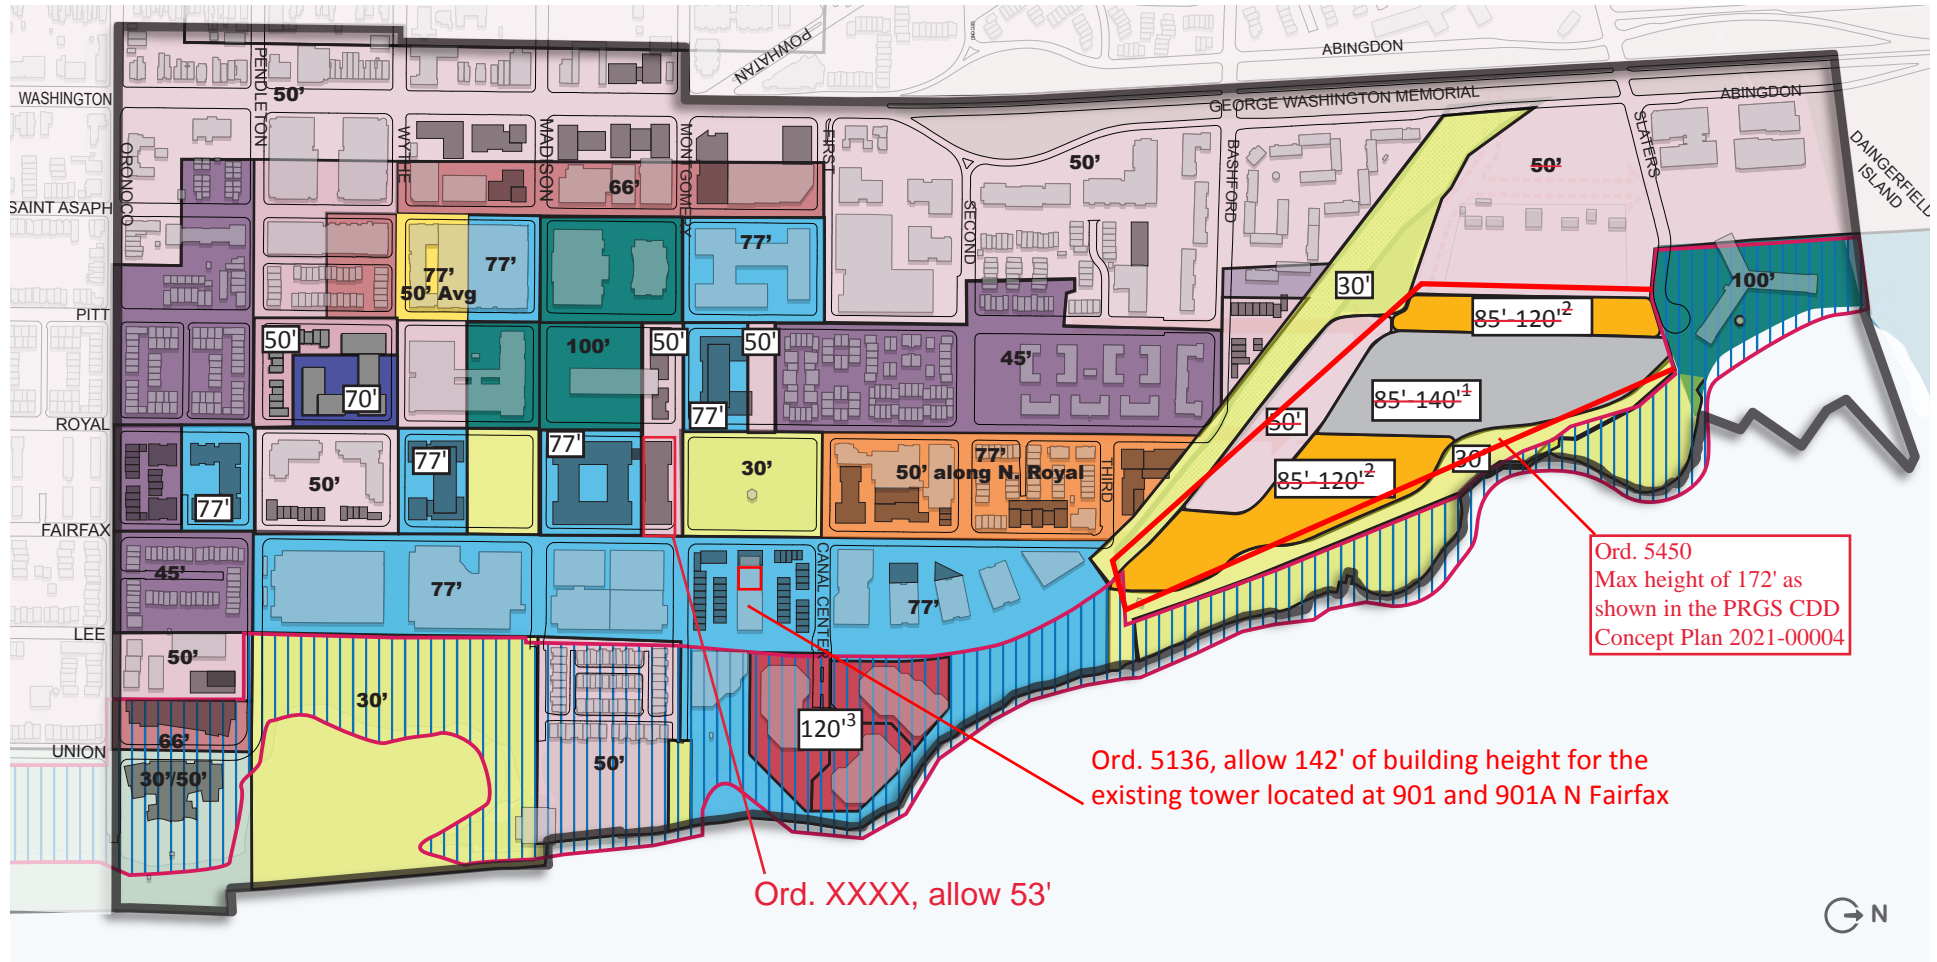 POWHATAN
SECOND
ABINGDON
WASHINGTON
PENDLETON
50'
GEORGE WASHINGTON MEMORIAL
ABINGDON
ORONOCO
WYTHE
MADISON
MONTGOMERY
FIRST
50'
BASHFORD
50'
SLATERS
DAINGERFIELD
ISLAND
SAINT ASAPH
66'
SECOND
77'
50' Avg
77'
77'
30'
100'
PITT
50'
100'
50'
50'
45'
85'-120'2
70'
77'
85'-140'1
50'
ROYAL
77'
50'
77'
77'
30'
77'
50' along N. Royal
THIRD
85'-120'2
30'
FAIRFAX
45'
77'
CANAL CENTER
77'
Ord. 5450
Max height of 172' as
shown in the PRGS CDD
Concept Plan 2021-00004
LEE
50'
30'
UNION
66'
30'/50'
50'
120'3
Ord. 5136, allow 142' of building height for the
existing tower located at 901 and 901A N Fairfax
Ord. XXXX, allow 53'
N